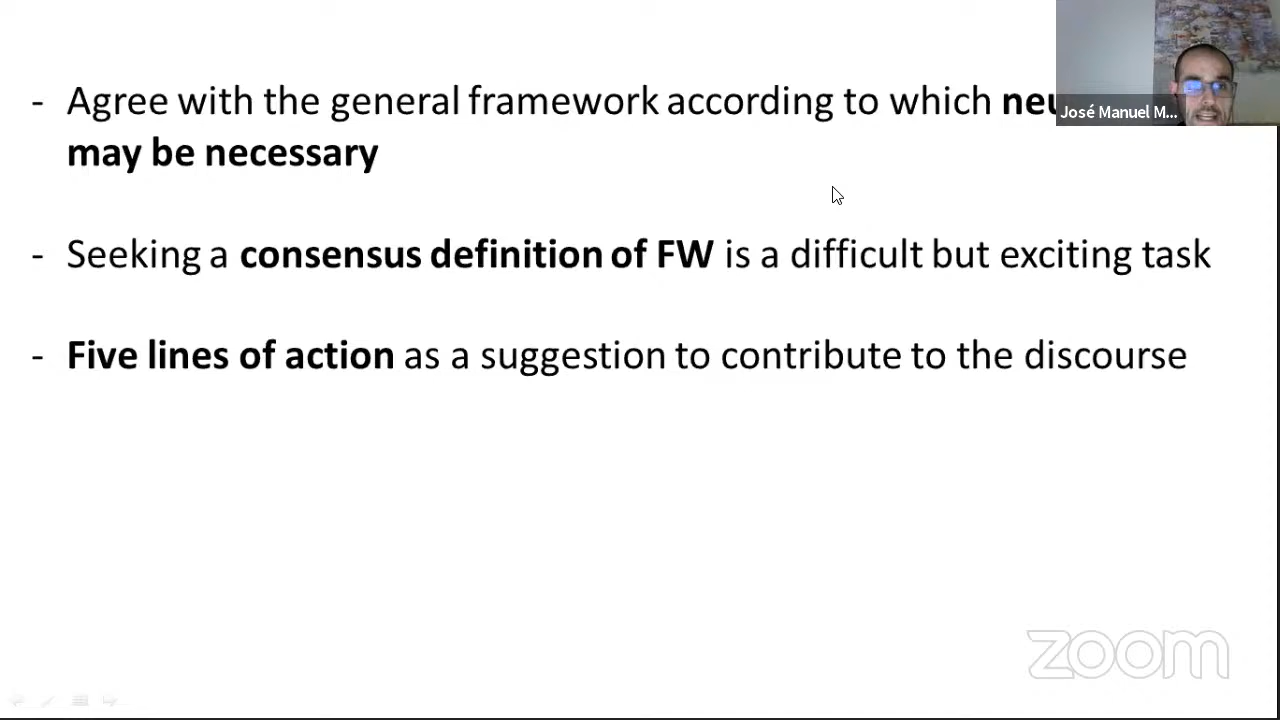 - Agree with the general framework according to which
may be necessary
- Seeking a consensus definition of FW is a difficult but exciting task
- Five lines of action as a suggestion to contribute to the discourse
José Manuel M...
zoom